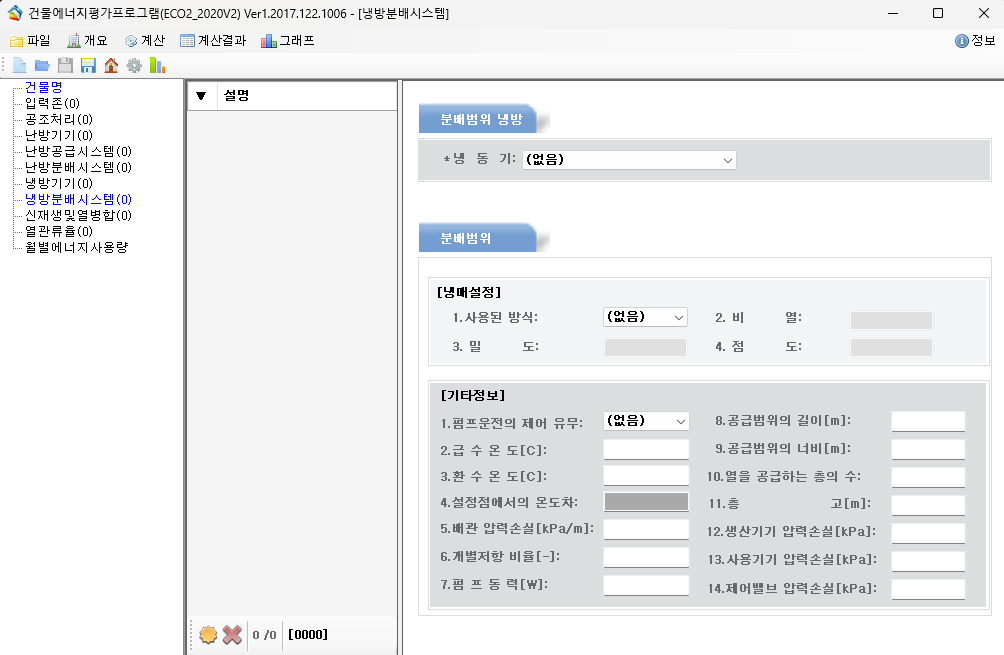 건물에너지평가프로그램(ECO2_2020V2) Ver1.2017.122.1006 - [냉방분배시스템]
파일 개요 계산 계산결과 그래프 정보
건물명
입력존(0)
공조처리(0)
난방기기(0)
난방공급시스템(0)
난방분배시스템(0)
냉방기기(0)
냉방분배시스템(0)
신재생및열병합(0)
열관류율(0)
월별에너지사용량
▼ 설명
0 /0 [0000]
분배범위 냉방
*냉 동 기: (없음)
분배범위
[냉매설정]
1.사용된 방식: (없음) 2. 비 열:
3. 밀 도: 4. 점 도:
[기타정보]
1.펌프운전의 제어 유무: (없음) 8.공급범위의 길이[m]:
2.급 수 온 도[C]: 9.공급범위의 너비[m]:
3.환 수 온 도[C]: 10.열을 공급하는 층의 수:
4.설정점에서의 온도차: 11.층 고[m]:
5.배관 압력손실[kPa/m]: 12.생산기기 압력손실[kPa]:
6.개별저항 비율[-]: 13.사용기기 압력손실[kPa]:
7.펌 프 동 력[W]: 14.제어밸브 압력손실[kPa]: